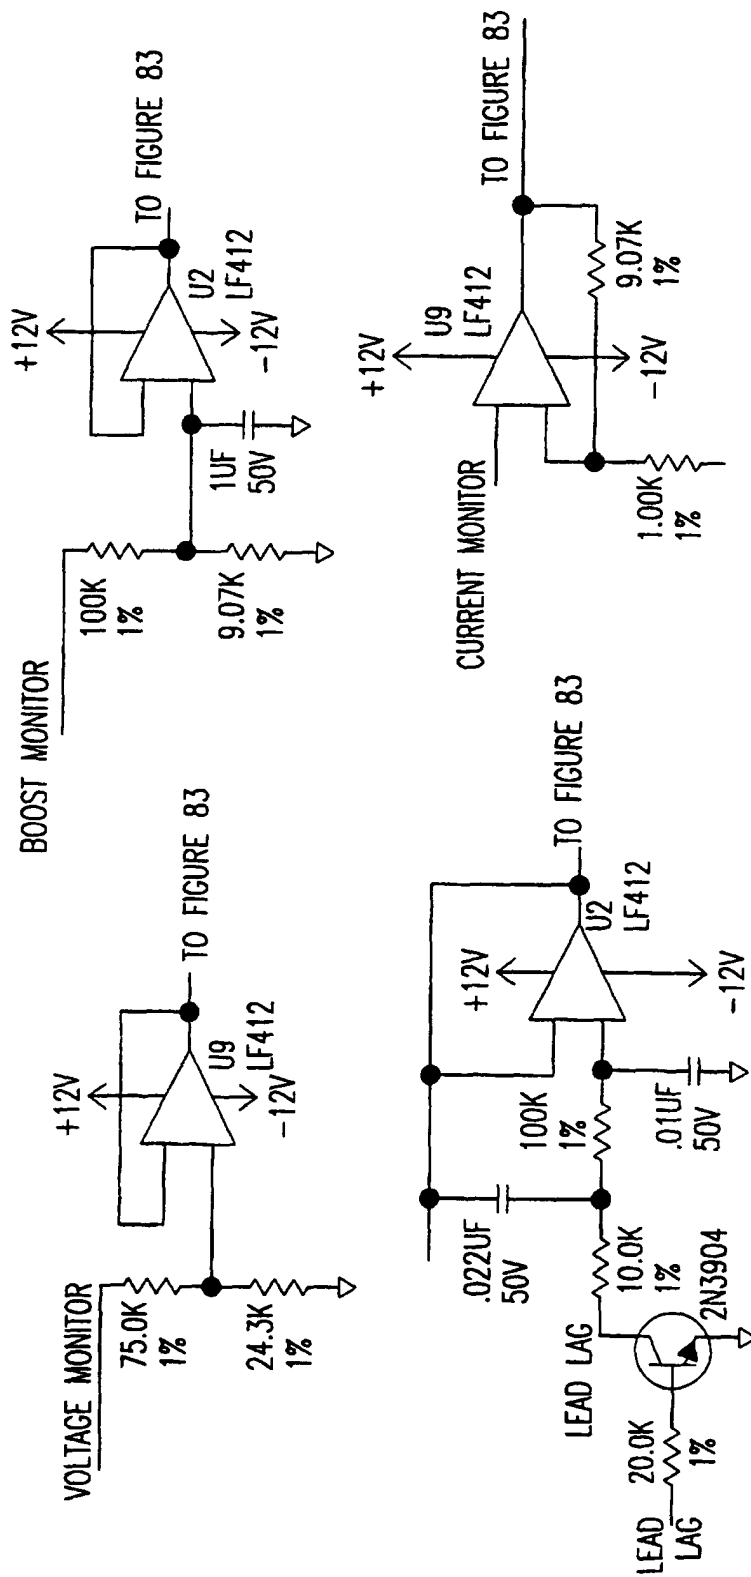 VOLTAGE MONITOR
75.0K
1%
24.3K
1%
+12V
-12V
U9
LF412
TO FIGURE 83
BOOST MONITOR
100K
1%
9.07K
1%
1UF
50V
+12V
-12V
U2
LF412
TO FIGURE 83
LEAD
LAG
20.0K
1%
LEAD LAG
2N3904
10.0K
1%
.022UF
50V
100K
1%
.01UF
50V
+12V
-12V
U2
LF412
TO FIGURE 83
CURRENT MONITOR
1.00K
1%
+12V
-12V
U9
LF412
9.07K
1%
TO FIGURE 83